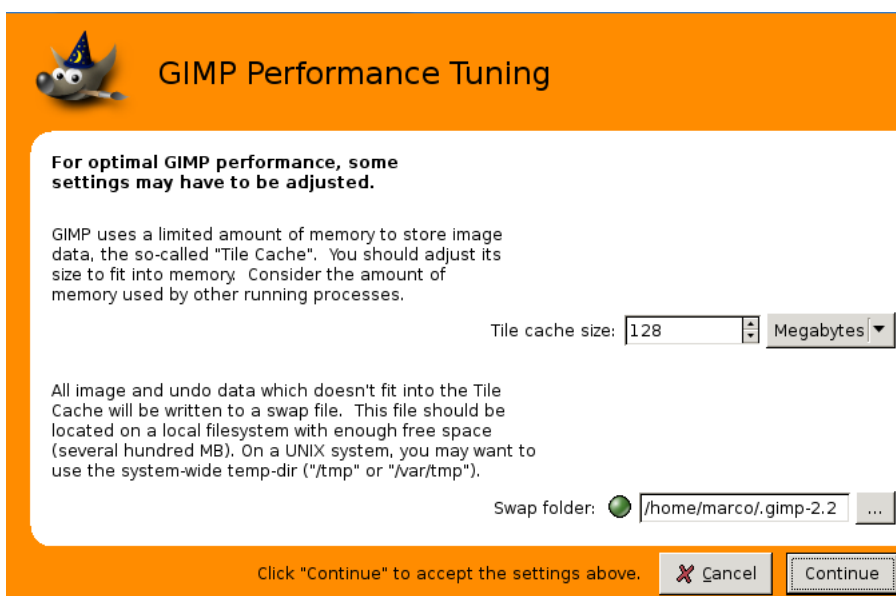 GIMP Performance Tuning
For optimal GIMP performance, some
settings may have to be adjusted.
GIMP uses a limited amount of memory to store image
data, the so-called "Tile Cache".  You should adjust its
size to fit into memory.  Consider the amount of
memory used by other running processes.
Tile cache size: 128 Megabytes
All image and undo data which doesn't fit into the Tile
Cache will be written to a swap file.  This file should be
located on a local filesystem with enough free space
(several hundred MB). On a UNIX system, you may want to
use the system-wide temp-dir ("/tmp" or "/var/tmp").
Swap folder: /home/marco/.gimp-2.2 ...
Click "Continue" to accept the settings above. Cancel Continue